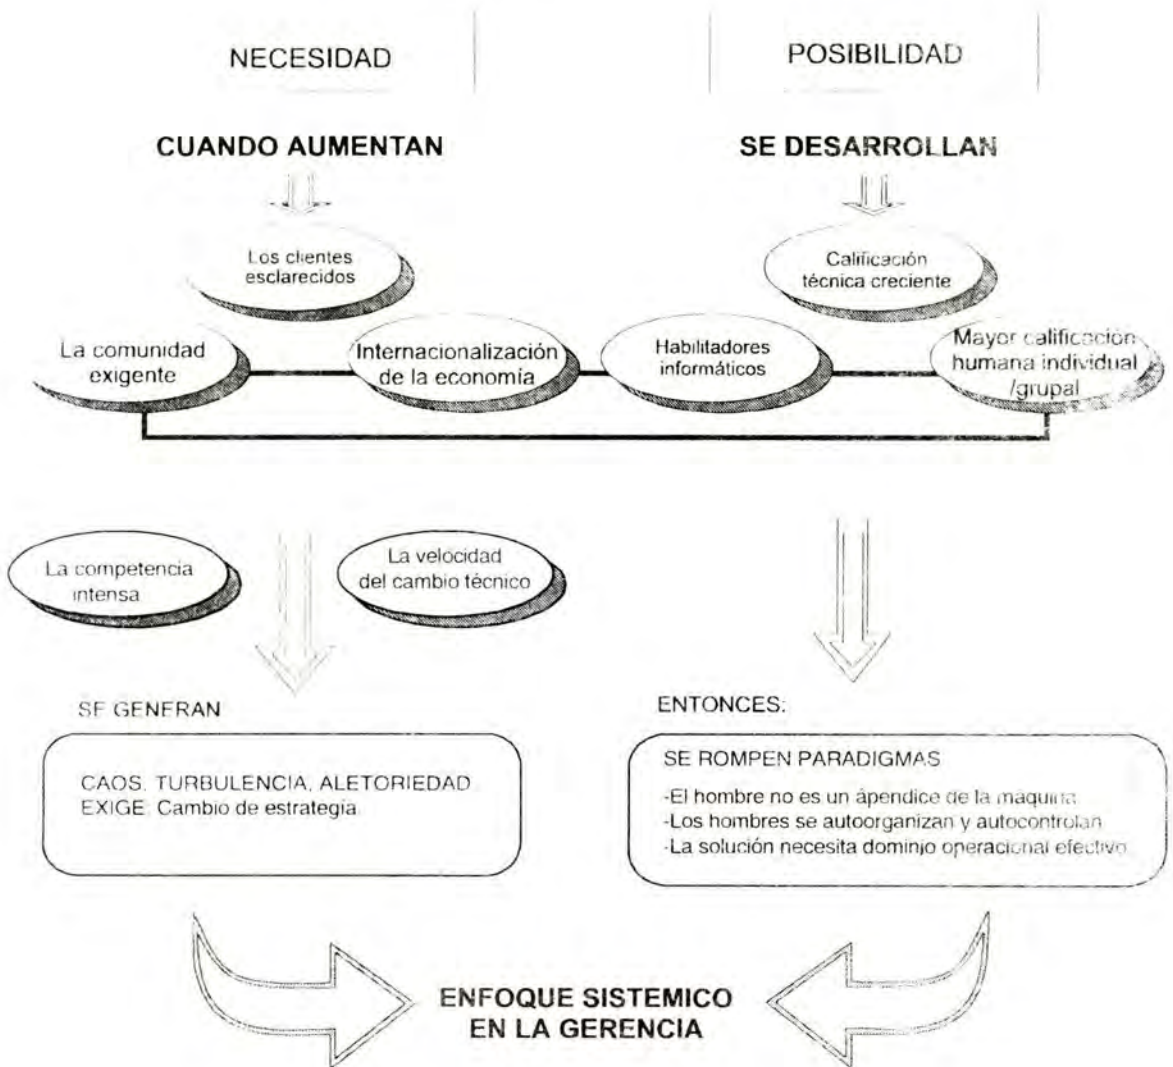 NECESIDAD
POSIBILIDAD
CUANDO AUMENTAN
SE DESARROLLAN
Los clientes
esclarecidos
Calificación
técnica creciente
La comunidad
exigente
Internacionalización
de la economía
Habilitadores
informáticos
Mayor calificación
humana individual
/grupal
La competencia
intensa
La velocidad
del cambio técnico
SE GENERAN
CAOS. TURBULENCIA, ALETORIEDAD
EXIGE: Cambio de estrategia
ENTONCES:
SE ROMPEN PARADIGMAS
-El hombre no es un ápendice de la máquina
-Los hombres se autoorganizan y autocontrolan
-La solución necesita dominio operacional efectivo
ENFOQUE SISTEMICO
EN LA GERENCIA